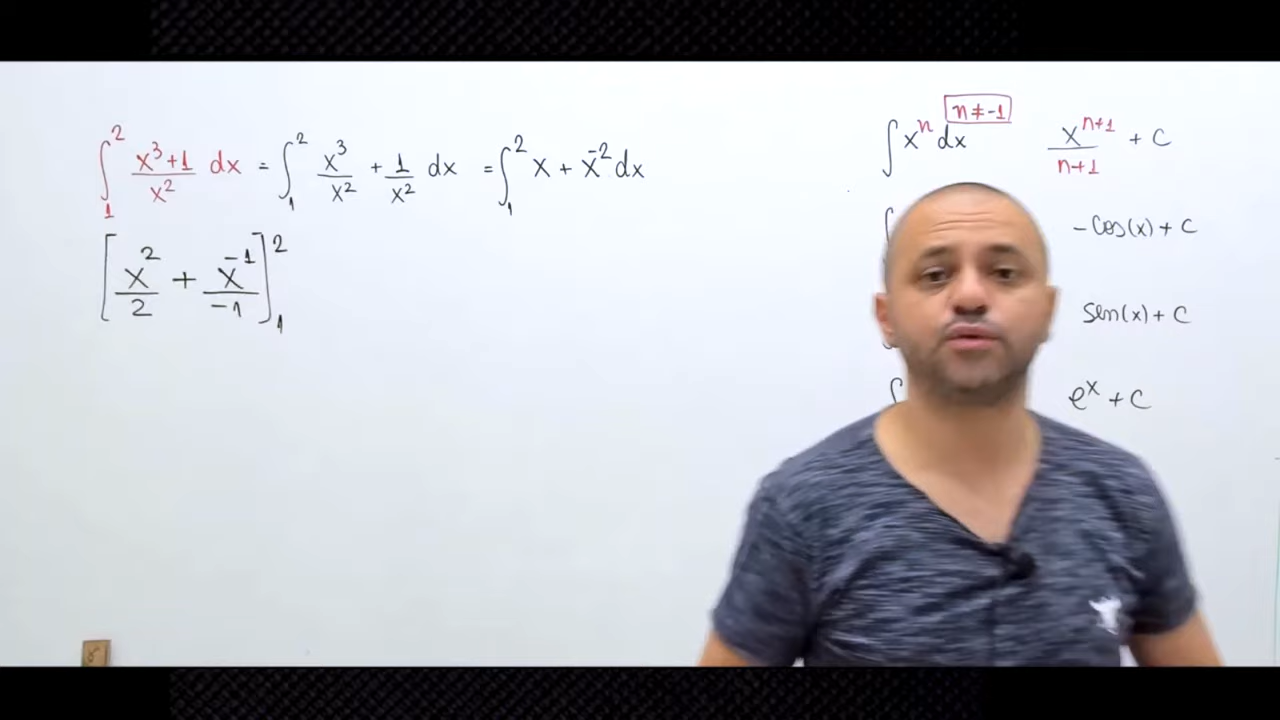 ∫₁² (x³+1)/x² dx = ∫₁² x³/x² + 1/x² dx = ∫₁² x + x⁻² dx
[x²/2 + x⁻¹/-1]₁²
n≠-1
∫xⁿ dx   xⁿ⁺¹/(n+1) + C
∫   -Cos(x) + C
Sen(x) + C
∫   eˣ + C